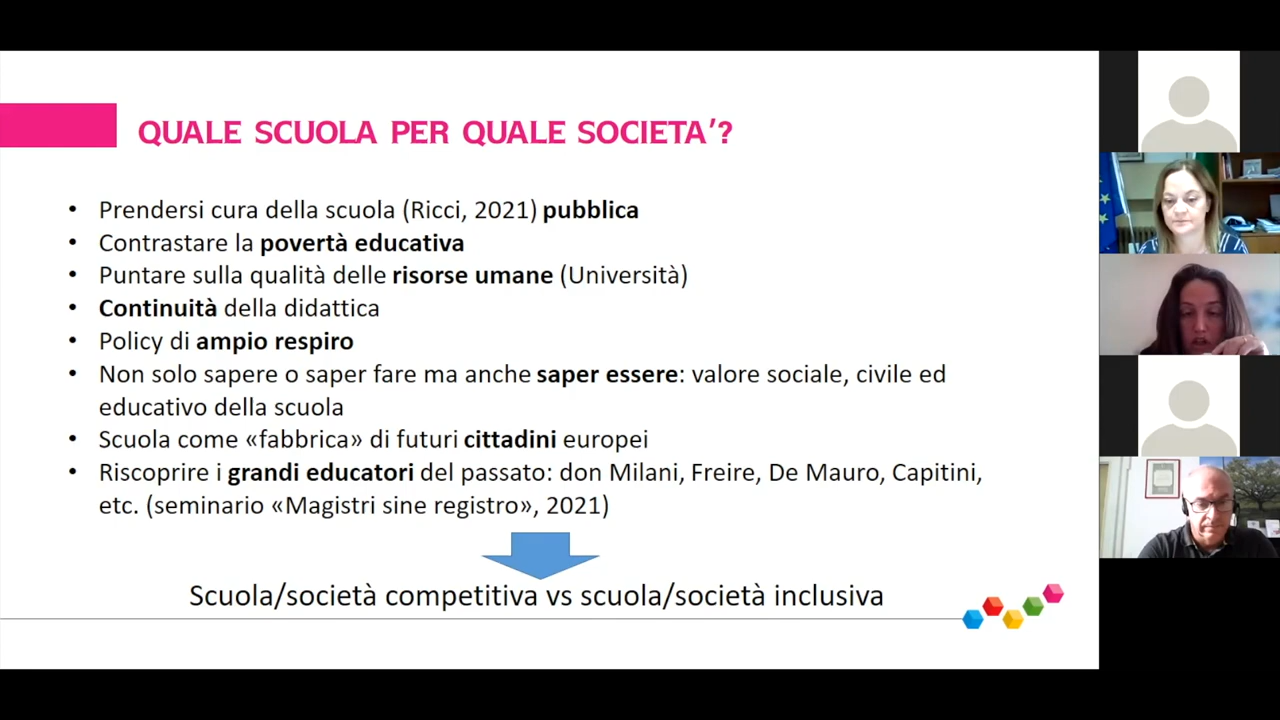 QUALE SCUOLA PER QUALE SOCIETA'?
• Prendersi cura della scuola (Ricci, 2021) pubblica
• Contrastare la povertà educativa
• Puntare sulla qualità delle risorse umane (Università)
• Continuità della didattica
• Policy di ampio respiro
• Non solo sapere o saper fare ma anche saper essere: valore sociale, civile ed
educativo della scuola
• Scuola come «fabbrica» di futuri cittadini europei
• Riscoprire i grandi educatori del passato: don Milani, Freire, De Mauro, Capitini,
etc. (seminario «Magistri sine registro», 2021)
Scuola/società competitiva vs scuola/società inclusiva